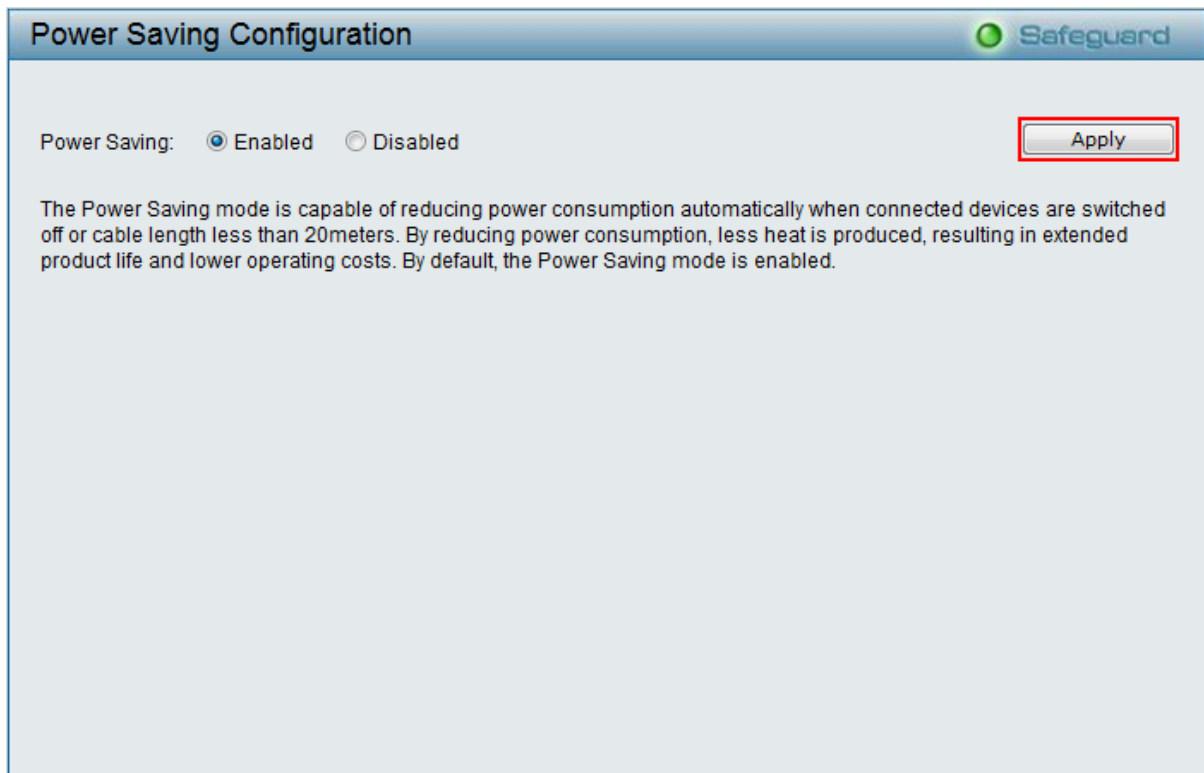 Power Saving Configuration
Safeguard
Power Saving: Enabled Disabled
Apply
The Power Saving mode is capable of reducing power consumption automatically when connected devices are switched
off or cable length less than 20meters. By reducing power consumption, less heat is produced, resulting in extended
product life and lower operating costs. By default, the Power Saving mode is enabled.